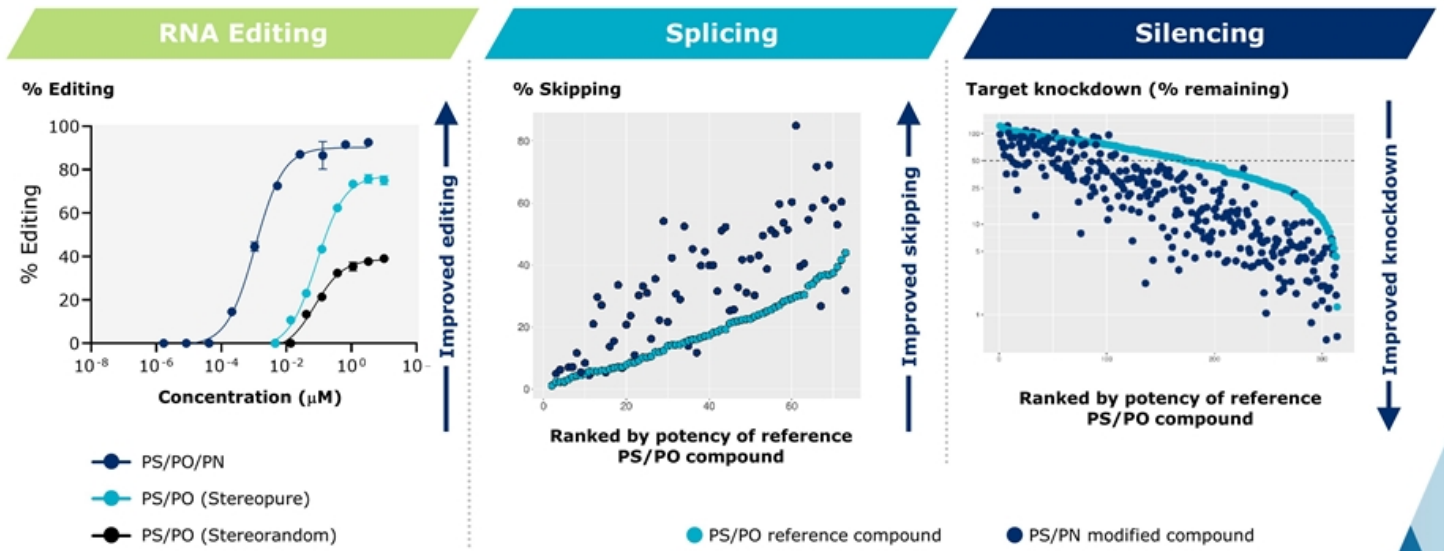 RNA Editing
% Editing
% Editing
100
80
60
40
20
0
10⁻⁸
10⁻⁶
10⁻⁴
10⁻²
10⁰
10⁻
Concentration (µM)
Improved editing
PS/PO/PN
PS/PO (Stereopure)
PS/PO (Stereorandom)
Splicing
% Skipping
80
60
40
20
0
0
20
40
60
Ranked by potency of reference
PS/PO compound
Improved skipping
Silencing
Target knockdown (% remaining)
100
50
25
10
5
0
Ranked by potency of reference
PS/PO compound
Improved knockdown
PS/PO reference compound
PS/PN modified compound